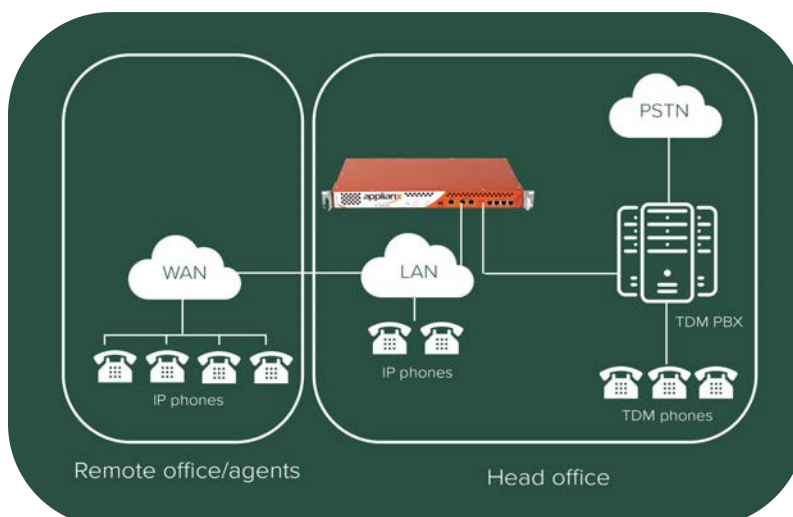 PSTN
applianx
WAN
LAN
TDM PBX
IP phones
IP phones
TDM phones
Remote office/agents
Head office